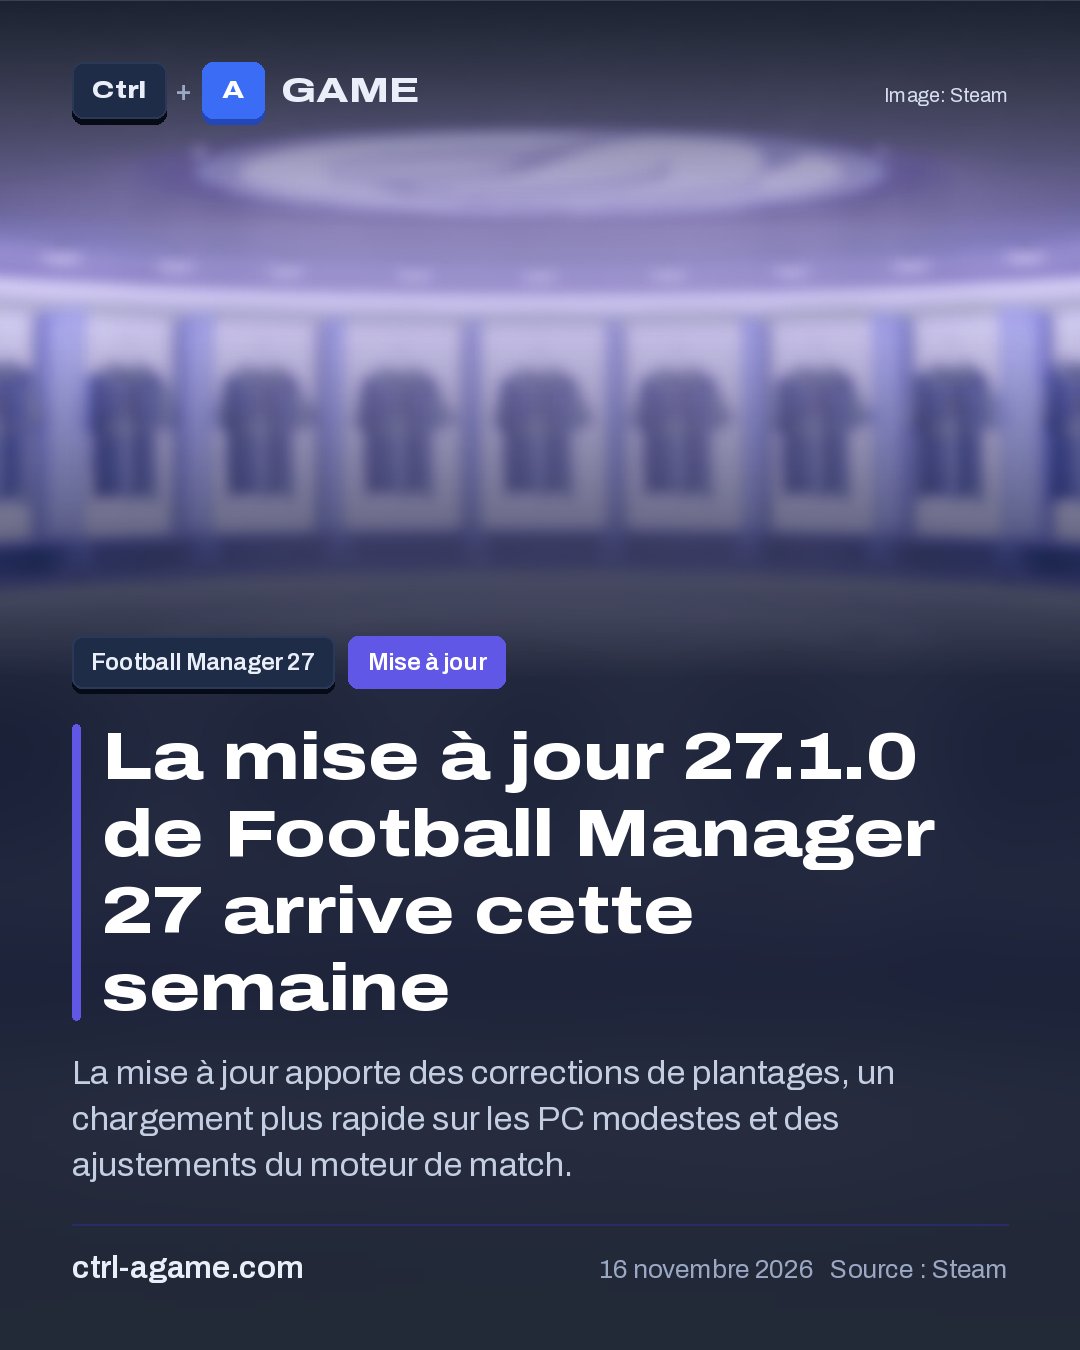 Ctrl + A GAME
Image: Steam
Football Manager 27
Mise à jour
La mise à jour 27.1.0
de Football Manager
27 arrive cette
semaine
La mise à jour apporte des corrections de plantages, un
chargement plus rapide sur les PC modestes et des
ajustements du moteur de match.
ctrl-agame.com
16 novembre 2026 Source : Steam